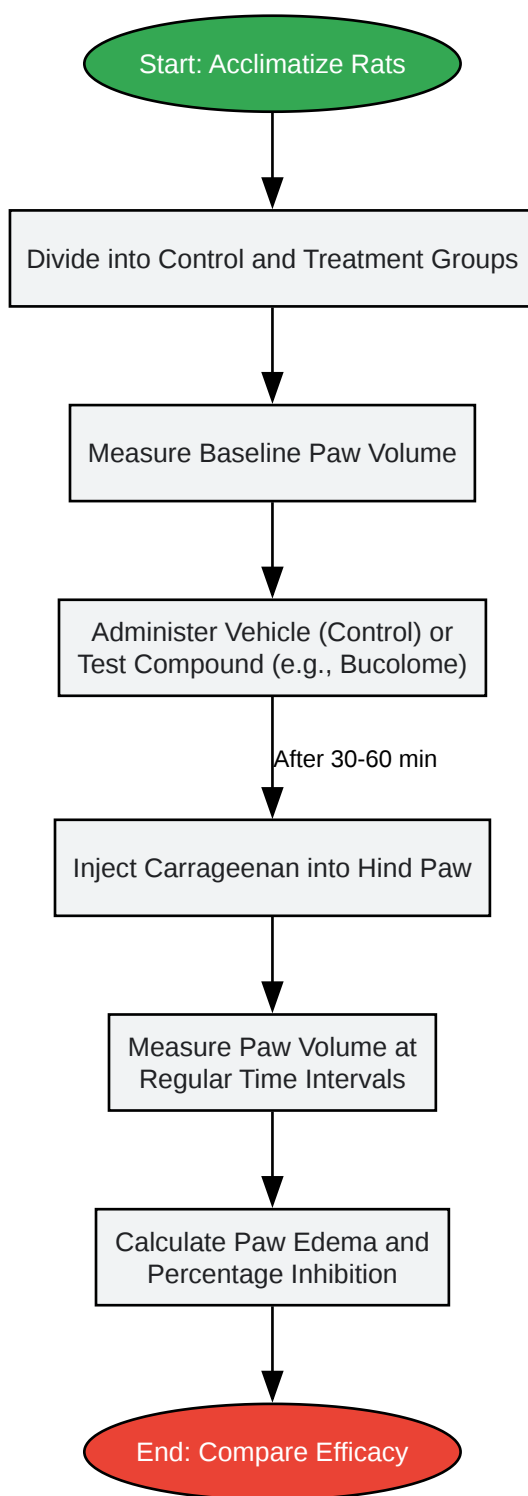 Start: Acclimatize Rats
Divide into Control and Treatment Groups
Measure Baseline Paw Volume
Administer Vehicle (Control) or
Test Compound (e.g., Bucolome)
After 30-60 min
Inject Carrageenan into Hind Paw
Measure Paw Volume at
Regular Time Intervals
Calculate Paw Edema and
Percentage Inhibition
End: Compare Efficacy